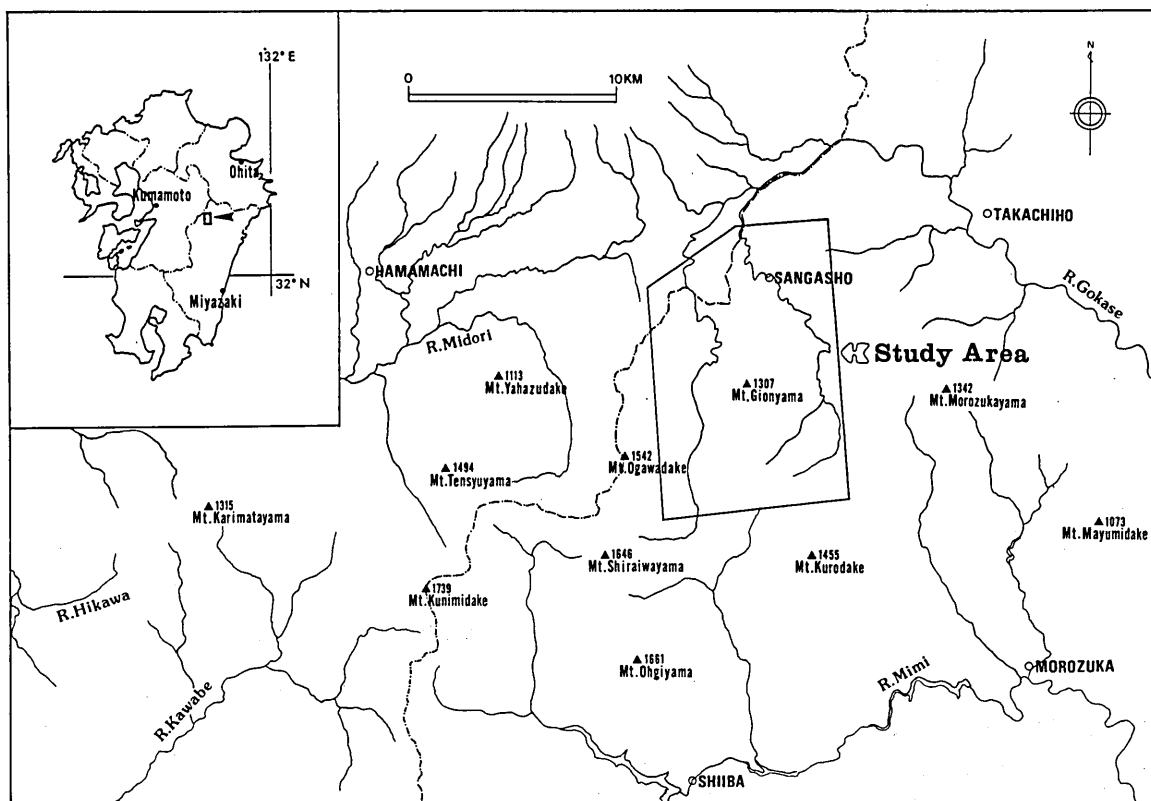 132° E
Ohita
Kumamoto
32° N
Miyazaki
0 10KM
N
TAKACHIHO
HAMAMACHI
SANGASHO
R.Gokase
R.Midori
Study Area
▲1113
Mt.Yahazudake
▲1307
Mt.Gionyama
▲1342
Mt.Morozukayama
▲1542
Mt.Ogawadake
▲1494
Mt.Tensyuyama
▲1315
Mt.Karimatayama
▲1073
Mt.Mayumidake
▲1646
Mt.Shiraiwayama
▲1455
Mt.Kurodake
▲1739
Mt.Kunimidake
R.Hikawa
▲1661
Mt.Ohgiyama
MOROZUKA
R.Mimi
R.Kawabe
SHIIBA